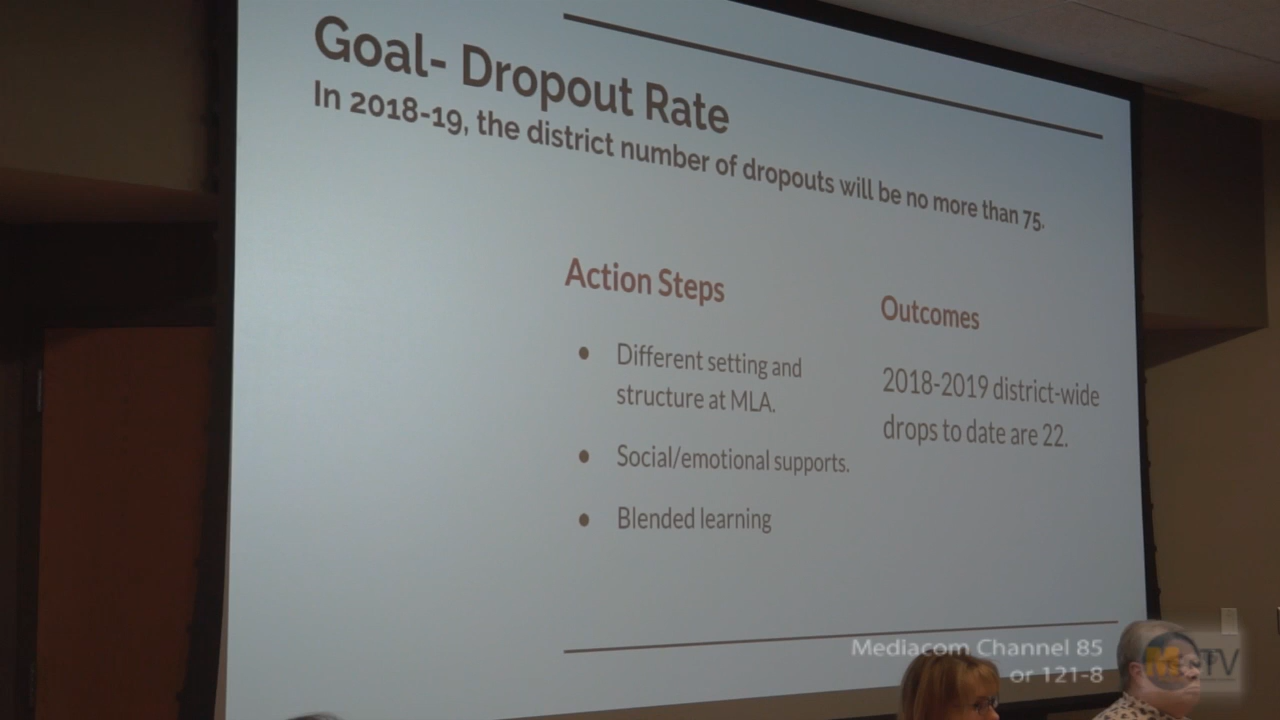 Goal- Dropout Rate
In 2018-19, the district number of dropouts will be no more than 75.
Action Steps
● Different setting and
structure at MLA.
● Social/emotional supports.
● Blended learning
Outcomes
2018-2019 district-wide
drops to date are 22.
Mediacom Channel 85
or 121-8